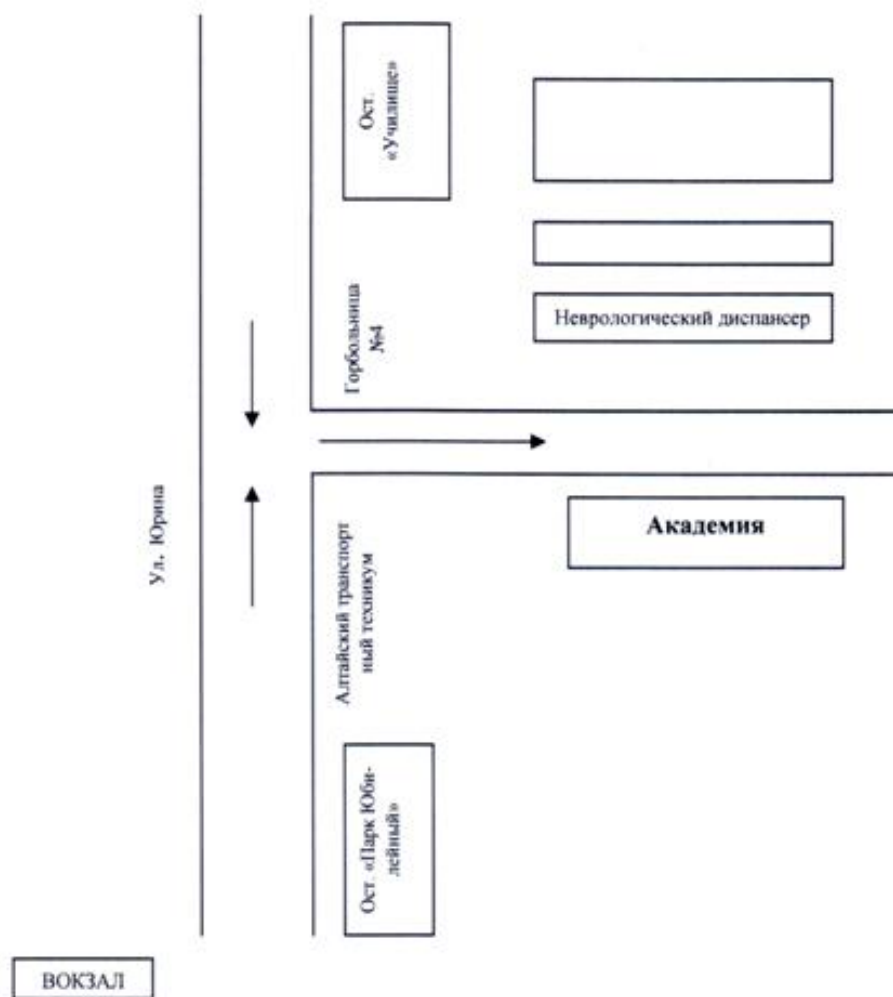 Ост.
«Училище»
Горбольница
№4
Неврологический диспансер
Ул. Юрина
Академия
Алтайский транспорт
ный техникум
Ост. «Парк Юби-
лейный»
ВОКЗАЛ